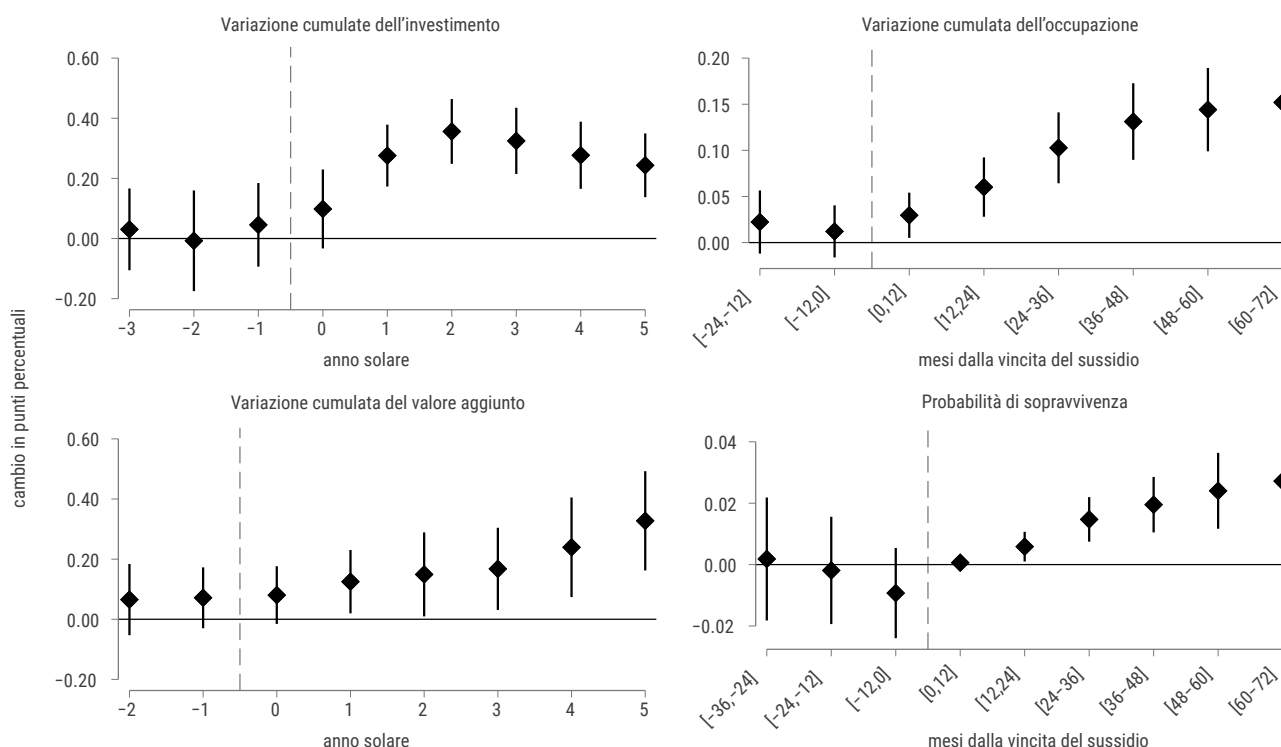 cambio in punti percentuali
Variazione cumulate dell'investimento
0.60
0.40
0.20
0.00
−0.20
−3 −2 −1 0 1 2 3 4 5
anno solare
Variazione cumulata dell'occupazione
0.20
0.15
0.10
0.05
0.00
[−24,−12] [−12,0] [0,12] [12,24] [24−36] [36−48] [48−60] [60−72]
mesi dalla vincita del sussidio
Variazione cumulata del valore aggiunto
0.60
0.40
0.20
0.00
−0.20
−2 −1 0 1 2 3 4 5
anno solare
Probabilità di sopravvivenza
0.04
0.02
0.00
−0.02
[−36,−24] [−24,−12] [−12,0] [0,12] [12,24] [24−36] [36−48] [48−60] [60−72]
mesi dalla vincita del sussidio